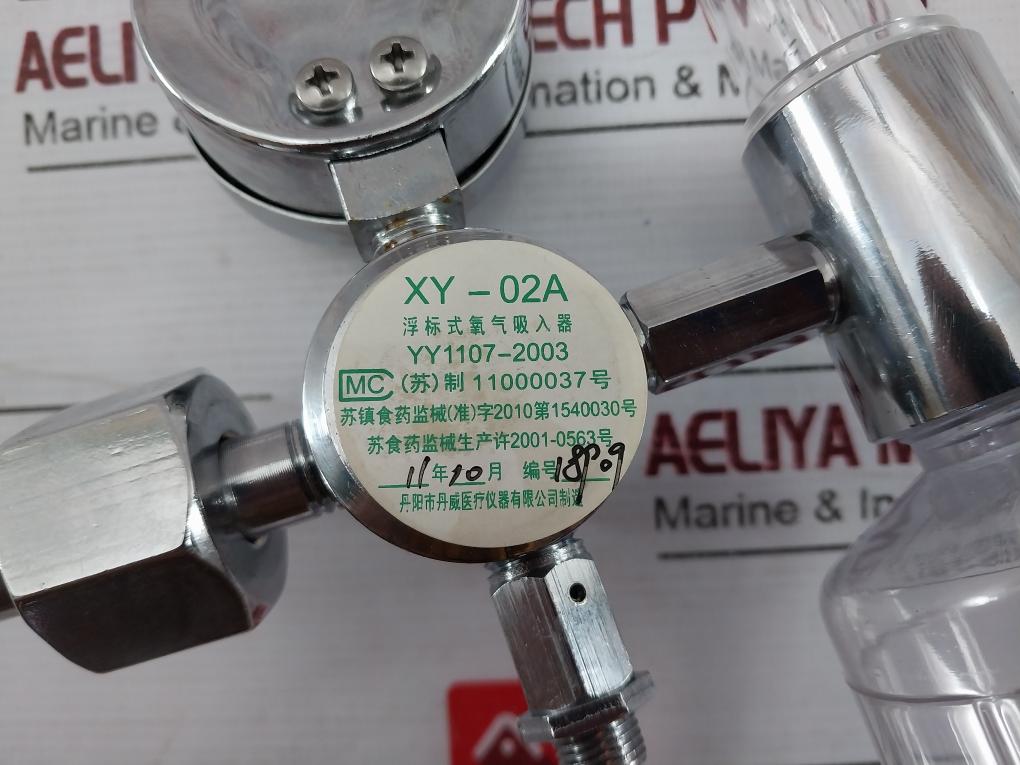 AELIYA TECH P
Marine & mation & M
Ma
XY-02A
浮标式氧气吸入器
YY1107-2003
MC (苏)制 11000037号
苏镇食药监械(准)字2010第1540030号
苏食药监械生产许2001-0563号
11年10月 编号
丹阳市丹威医疗仪器有限公司制造
AELIYA M
Marine & In